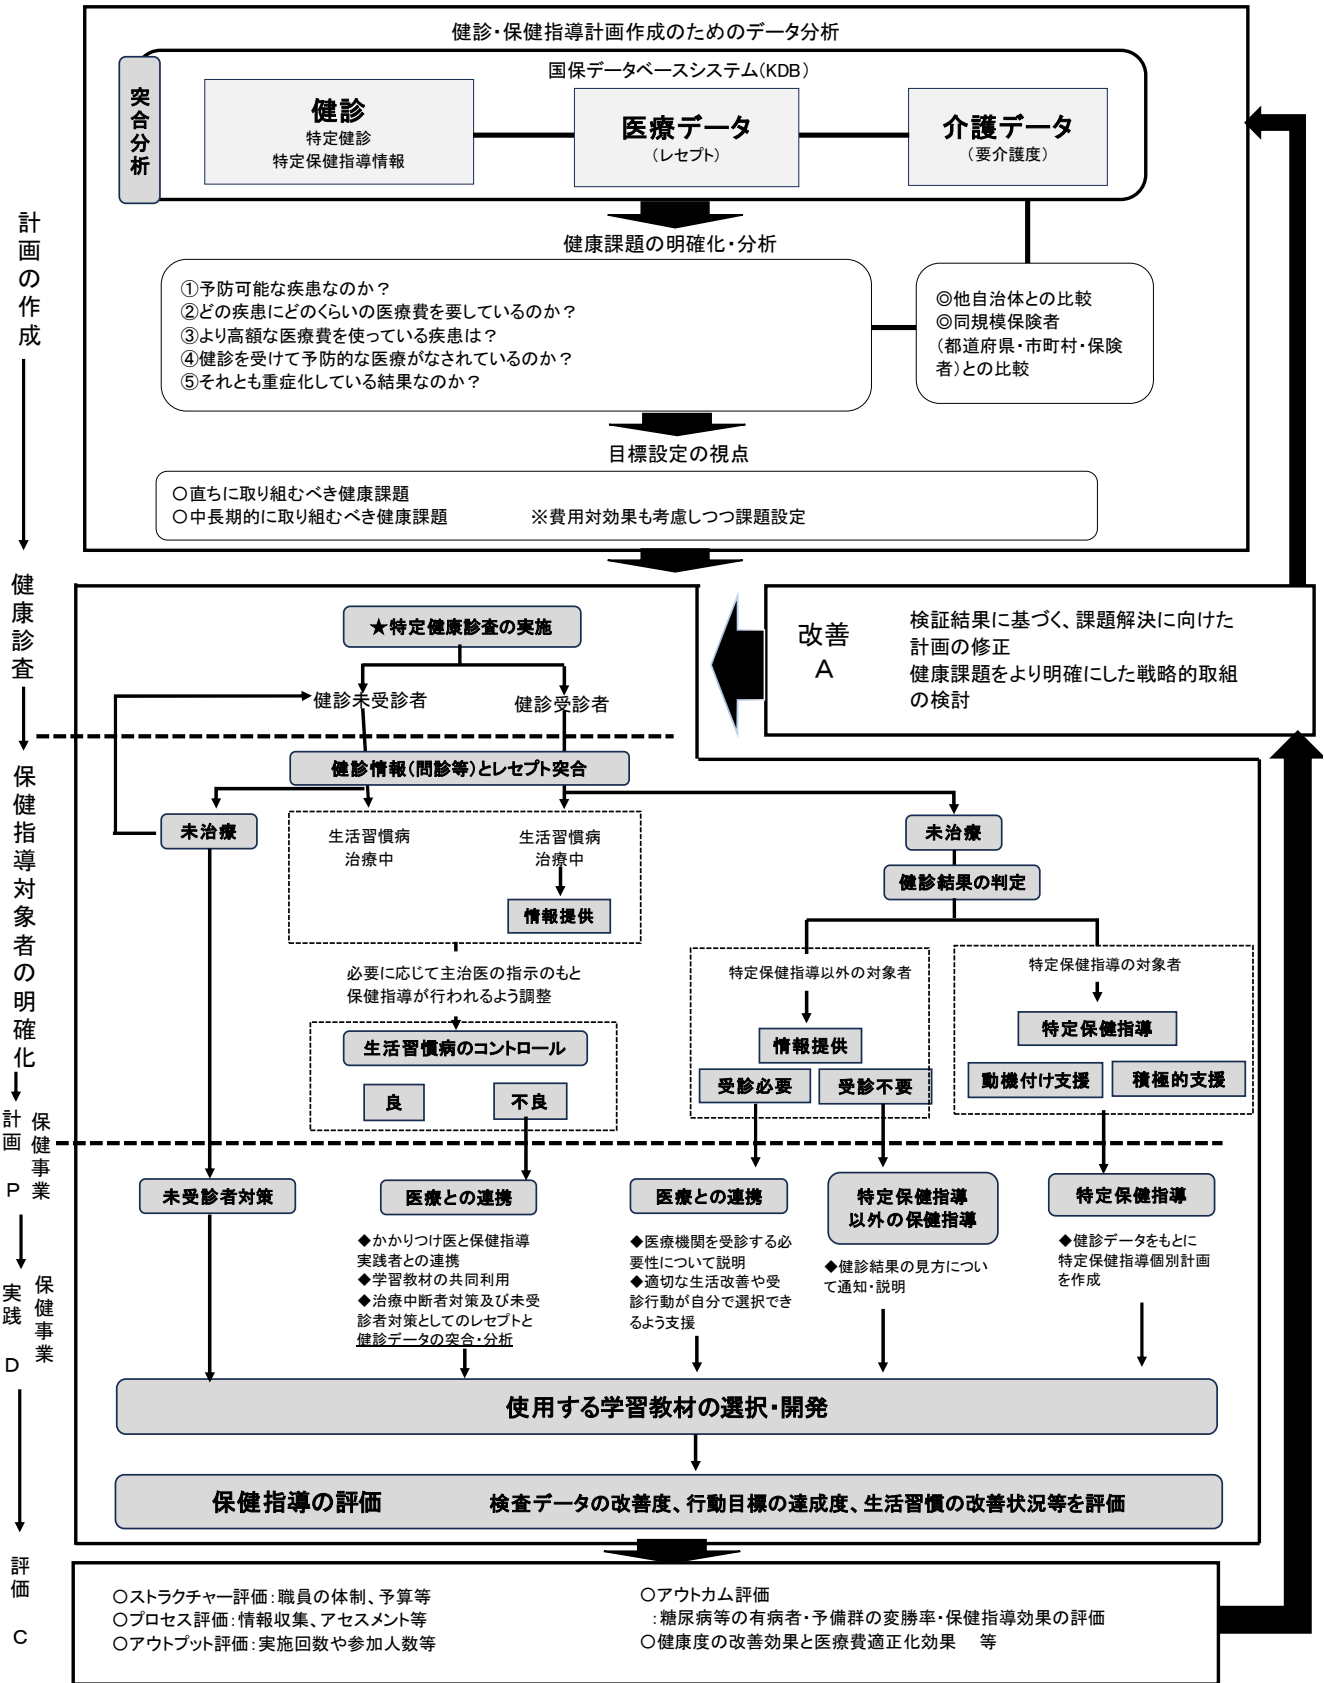 健診・保健指導計画作成のためのデータ分析
国保データベースシステム(KDB)
突合分析
健診
特定健診
特定保健指導情報
医療データ
(レセプト)
介護データ
(要介護度)
計画の作成
健康課題の明確化・分析
①予防可能な疾患なのか？
②どの疾患にどのくらいの医療費を要しているのか？
③より高額な医療費を使っている疾患は？
④健診を受けて予防的な医療がなされているのか？
⑤それとも重症化している結果なのか？
◎他自治体との比較
◎同規模保険者
(都道府県・市町村・保険
者)との比較
目標設定の視点
○直ちに取り組むべき健康課題
○中長期的に取り組むべき健康課題　　※費用対効果も考慮しつつ課題設定
健康診査
★特定健康診査の実施
健診未受診者
健診受診者
改善
A
検証結果に基づく、課題解決に向けた
計画の修正
健康課題をより明確にした戦略的取組
の検討
保健指導対象者の明確化
健診情報(問診等)とレセプト突合
未治療
生活習慣病
治療中
生活習慣病
治療中
情報提供
未治療
健診結果の判定
必要に応じて主治医の指示のもと
保健指導が行われるよう調整
生活習慣病のコントロール
良
不良
特定保健指導以外の対象者
情報提供
受診必要
受診不要
特定保健指導の対象者
特定保健指導
動機付け支援
積極的支援
保健事業
計画 P
未受診者対策
医療との連携
◆かかりつけ医と保健指導
実践者との連携
◆学習教材の共同利用
◆治療中断者対策及び未受
診者対策としてのレセプトと
健診データの突合・分析
医療との連携
◆医療機関を受診する必
要性について説明
◆適切な生活改善や受
診行動が自分で選択でき
るよう支援
特定保健指導
以外の保健指導
◆健診結果の見方につい
て通知・説明
特定保健指導
◆健診データをもとに
特定保健指導個別計画
を作成
保健事業
実践 D
使用する学習教材の選択・開発
保健指導の評価　　検査データの改善度、行動目標の達成度、生活習慣の改善状況等を評価
評価 C
○ストラクチャー評価：職員の体制、予算等
○プロセス評価：情報収集、アセスメント等
○アウトプット評価：実施回数や参加人数等
○アウトカム評価
：糖尿病等の有病者・予備群の変勝率・保健指導効果の評価
○健康度の改善効果と医療費適正化効果　等